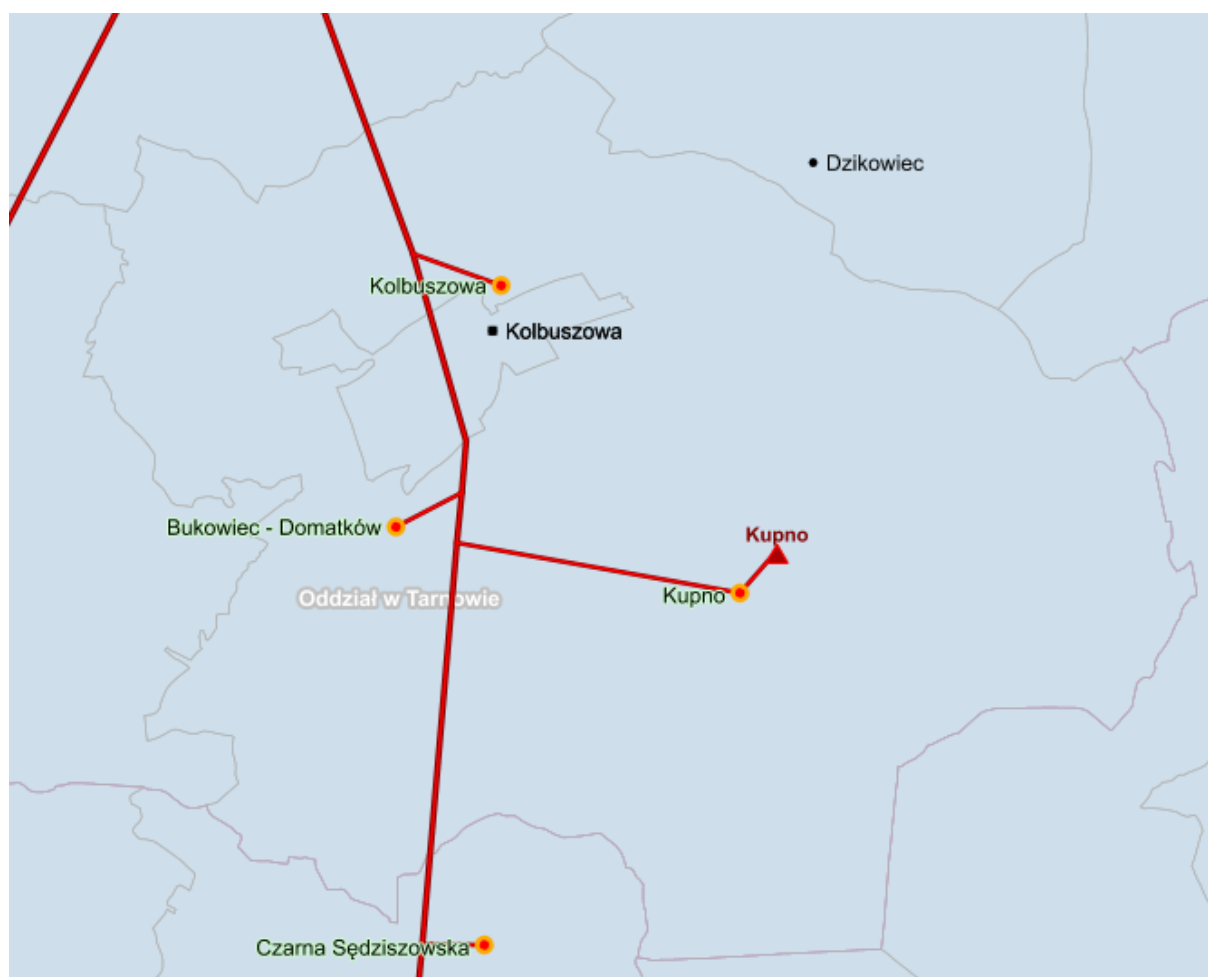 Dzikowiec
Kolbuszowa
Kolbuszowa
Bukowiec - Domatków
Kupno
Kupno
Oddział w Tarnowie
Czarna Sędziszowska